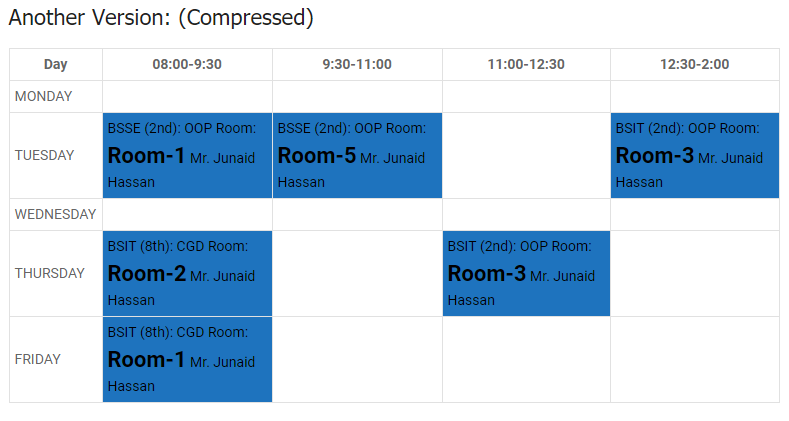 Another Version: (Compressed)
Day 08:00-9:30 9:30-11:00 11:00-12:30 12:30-2:00
MONDAY
TUESDAY
BSSE (2nd): OOP Room:
Room-1 Mr. Junaid
Hassan
BSSE (2nd): OOP Room:
Room-5 Mr. Junaid
Hassan
BSIT (2nd): OOP Room:
Room-3 Mr. Junaid
Hassan
WEDNESDAY
THURSDAY
BSIT (8th): CGD Room:
Room-2 Mr. Junaid
Hassan
BSIT (2nd): OOP Room:
Room-3 Mr. Junaid
Hassan
FRIDAY
BSIT (8th): CGD Room:
Room-1 Mr. Junaid
Hassan